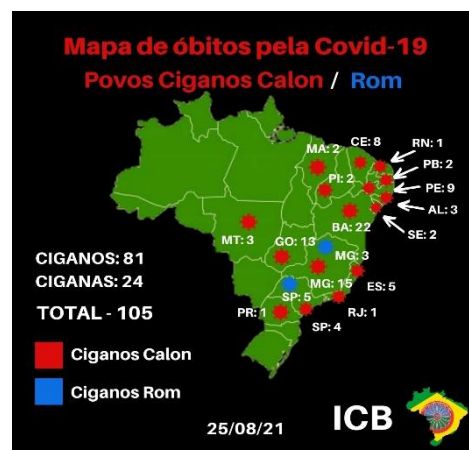 Mapa de óbitos pela Covid-19
Povos Ciganos Calon / Rom
MA: 2
CE: 8
RN: 1
PB: 2
PI: 2
PE: 9
AL: 3
BA: 22
SE: 2
MT: 3
GO: 13
MG: 3
MG: 15
ES: 5
SP: 5
PR: 1
SP: 4
RJ: 1
CIGANOS: 81
CIGANAS: 24
TOTAL - 105
Ciganos Calon
Ciganos Rom
25/08/21
ICB